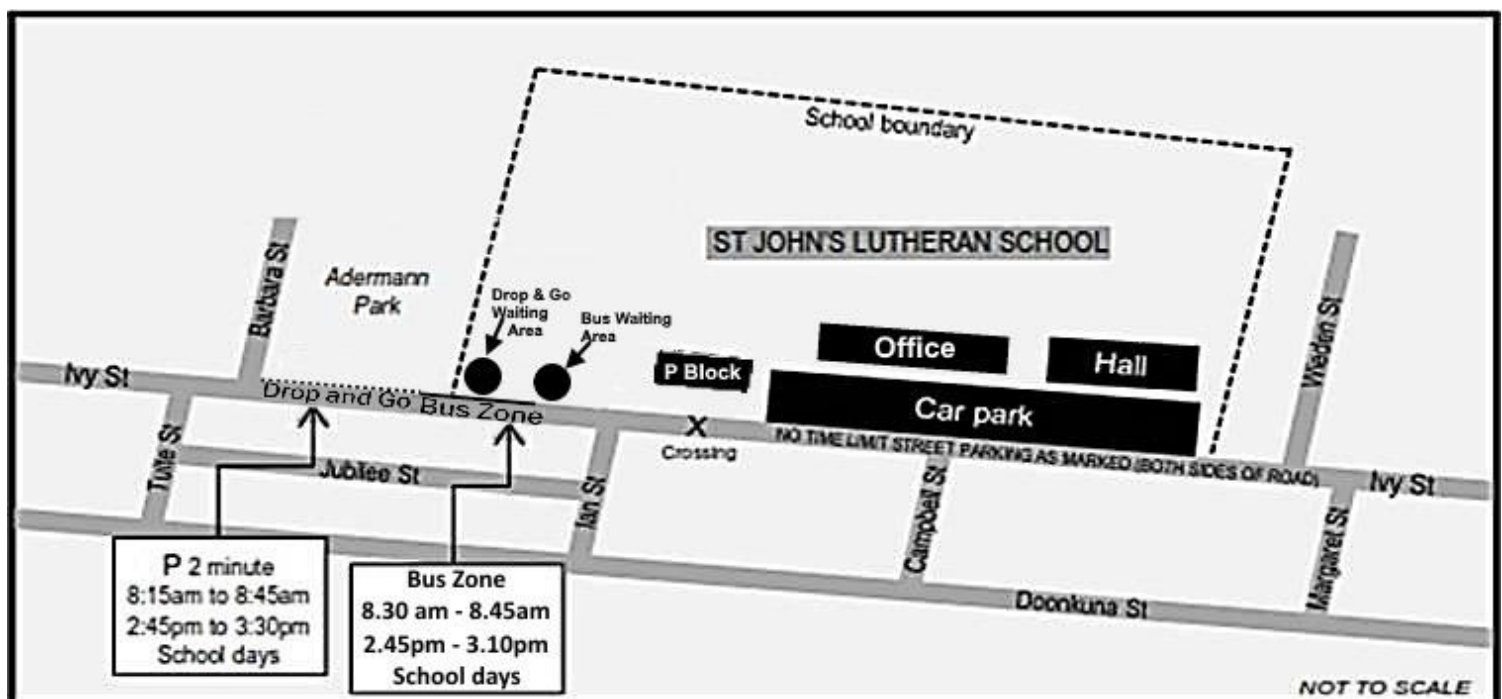 School boundary
ST JOHN'S LUTHERAN SCHOOL
Barbara St
Adermann
Park
Drop & Go
Waiting
Area
Bus Waiting
Area
P Block
Office
Hall
Car park
Weden St
Ivy St
Drop and Go Bus Zone
X
Crossing
NO TIME LIMIT STREET PARKING AS MARKED (BOTH SIDES OF ROAD)
Ivy St
Tuite St
Jubilee St
Ian St
Campbell St
Margaret St
Doonkuna St
P 2 minute
8:15am to 8:45am
2:45pm to 3:30pm
School days
Bus Zone
8.30 am - 8.45am
2.45pm - 3.10pm
School days
NOT TO SCALE